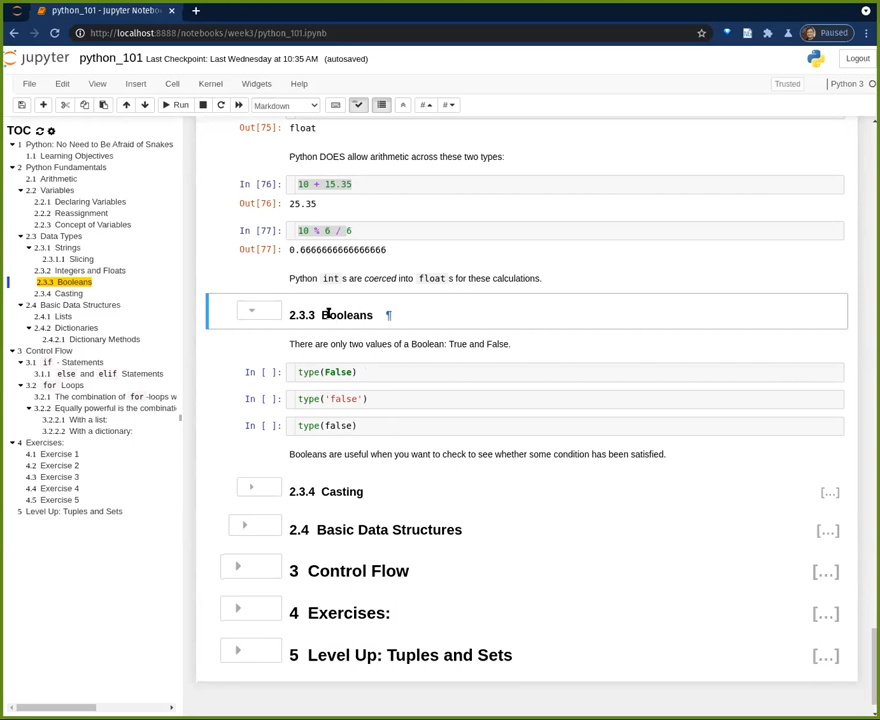 python_101 - Jupyter Notebo
http://localhost:8888/notebooks/week3/python_101.ipynb
Paused
jupyter python_101 Last Checkpoint: Last Wednesday at 10:35 AM (autosaved)
Logout
File Edit View Insert Cell Kernel Widgets Help
Trusted
Python 3
Run
Markdown
TOC
1 Python: No Need to Be Afraid of Snakes
1.1 Learning Objectives
2 Python Fundamentals
2.1 Arithmetic
2.2 Variables
2.2.1 Declaring Variables
2.2.2 Reassignment
2.2.3 Concept of Variables
2.3 Data Types
2.3.1 Strings
2.3.1.1 Slicing
2.3.2 Integers and Floats
2.3.3 Booleans
2.3.4 Casting
2.4 Basic Data Structures
2.4.1 Lists
2.4.2 Dictionaries
2.4.2.1 Dictionary Methods
3 Control Flow
3.1 if - Statements
3.1.1 else and elif Statements
3.2 for Loops
3.2.1 The combination of for -loops w
3.2.2 Equally powerful is the combinati
3.2.2.1 With a list:
3.2.2.2 With a dictionary:
4 Exercises:
4.1 Exercise 1
4.2 Exercise 2
4.3 Exercise 3
4.4 Exercise 4
4.5 Exercise 5
5 Level Up: Tuples and Sets
Out[75]: float
Python DOES allow arithmetic across these two types:
In [76]: 10 + 15.35
Out[76]: 25.35
In [77]: 10 % 6 / 6
Out[77]: 0.6666666666666666
Python int s are coerced into float s for these calculations.
2.3.3 Booleans ¶
There are only two values of a Boolean: True and False.
In [ ]: type(False)
In [ ]: type('false')
In [ ]: type(false)
Booleans are useful when you want to check to see whether some condition has been satisfied.
2.3.4 Casting [...]
2.4 Basic Data Structures [...]
3 Control Flow [...]
4 Exercises: [...]
5 Level Up: Tuples and Sets [...]